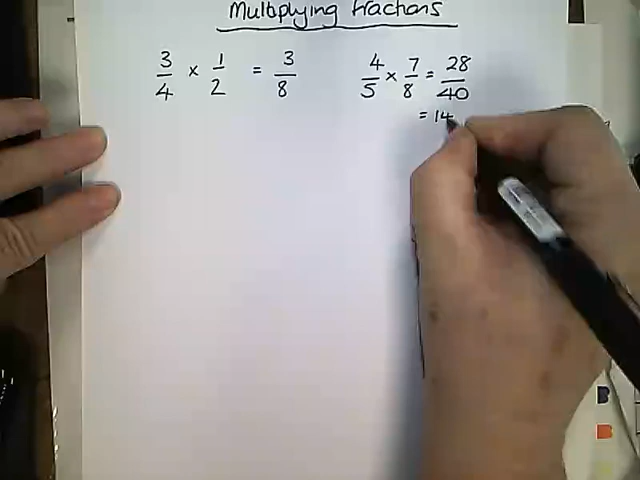 Multiplying fractions
3/4 × 1/2 = 3/8
4/5 × 7/8 = 28/40
= 14